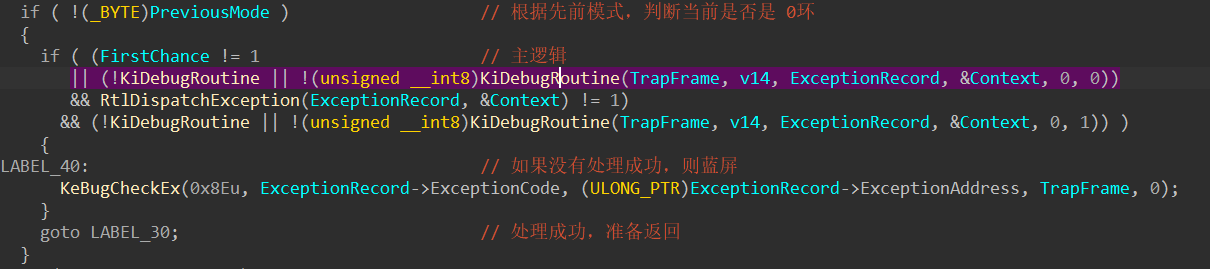 if ( !(_BYTE)PreviousMode ) // 根据先前模式，判断当前是否是 0环
{
if ( (FirstChance != 1 // 主逻辑
|| (!KiDebugRoutine || !(unsigned __int8)KiDebugRoutine(TrapFrame, v14, ExceptionRecord, &Context, 0, 0))
&& RtlDispatchException(ExceptionRecord, &Context) != 1)
&& (!KiDebugRoutine || !(unsigned __int8)KiDebugRoutine(TrapFrame, v14, ExceptionRecord, &Context, 0, 1)) )
{
LABEL_40: // 如果没有处理成功，则蓝屏
KeBugCheckEx(0x8Eu, ExceptionRecord->ExceptionCode, (ULONG_PTR)ExceptionRecord->ExceptionAddress, TrapFrame, 0);
}
goto LABEL_30; // 处理成功，准备返回
}